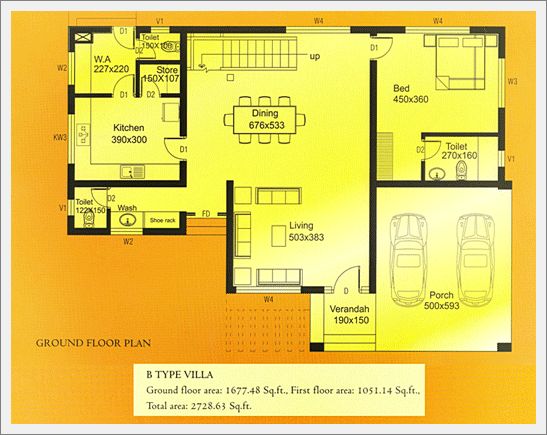 V1
W4
W4
D1
Toilet
150X100
D2
up
D1
W.A
227x220
W2
Store
150X107
D1
D2
Bed
450x360
W3
Kitchen
390x300
KW3
D1
Dining
676x533
Toilet
270x160
D2
V1
V1
Toilet
122X150
D2
Wash
Shoe rack
FD
W2
Living
503x383
W4
D
Verandah
190x150
Porch
500x593
GROUND FLOOR PLAN
B TYPE VILLA
Ground floor area: 1677.48 Sq.ft., First floor area: 1051.14 Sq.ft.,
Total area: 2728.63 Sq.ft.